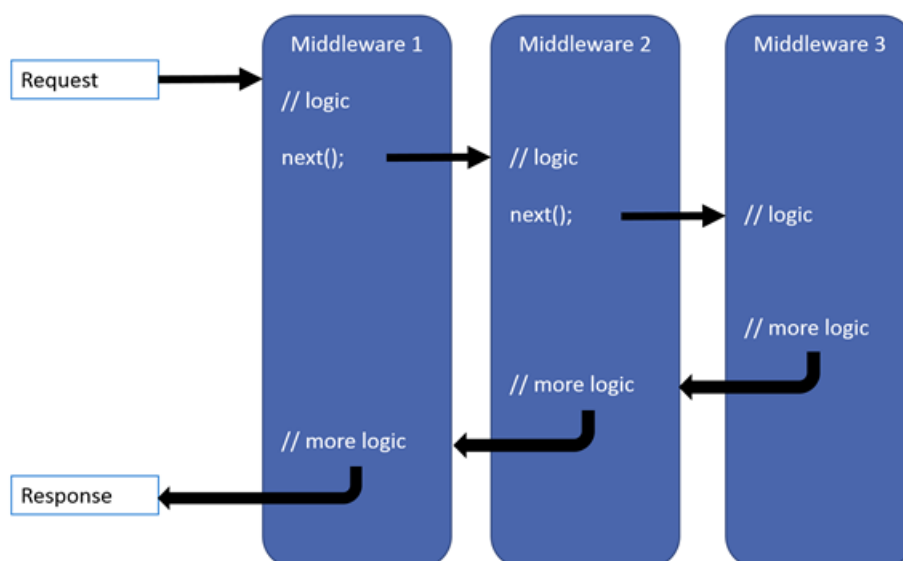 Middleware 1
Middleware 2
Middleware 3
Request
// logic
next();
// logic
next();
// logic
// more logic
// more logic
// more logic
Response